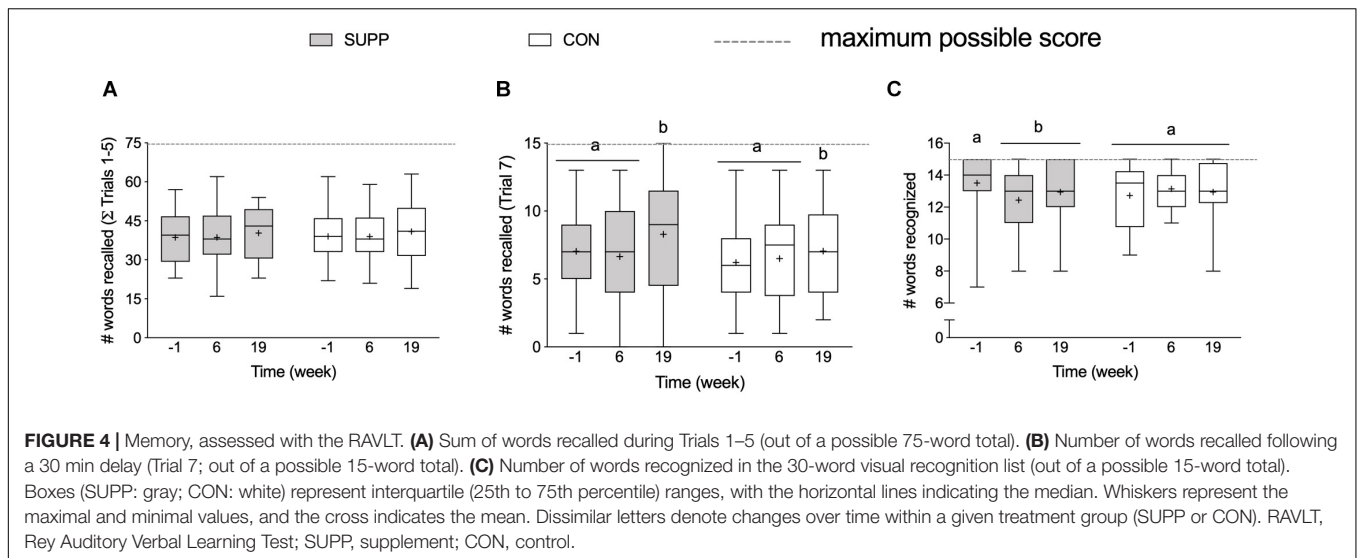 SUPP CON maximum possible score
A
# words recalled (Σ Trials 1-5)
75
60
45
30
15
0
-1 6 19 -1 6 19
Time (week)
B
# words recalled (Trial 7)
15
10
5
0
a b a b
-1 6 19 -1 6 19
Time (week)
C
# words recognized
16
14
12
10
8
6
0
a b a
-1 6 19 -1 6 19
Time (week)
FIGURE 4 | Memory, assessed with the RAVLT. (A) Sum of words recalled during Trials 1–5 (out of a possible 75-word total). (B) Number of words recalled following
a 30 min delay (Trial 7; out of a possible 15-word total). (C) Number of words recognized in the 30-word visual recognition list (out of a possible 15-word total).
Boxes (SUPP: gray; CON: white) represent interquartile (25th to 75th percentile) ranges, with the horizontal lines indicating the median. Whiskers represent the
maximal and minimal values, and the cross indicates the mean. Dissimilar letters denote changes over time within a given treatment group (SUPP or CON). RAVLT,
Rey Auditory Verbal Learning Test; SUPP, supplement; CON, control.